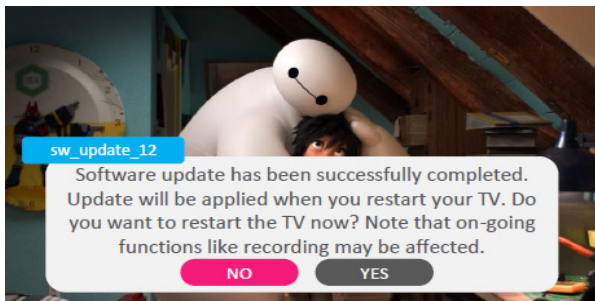 sw_update_12
Software update has been successfully completed.
Update will be applied when you restart your TV. Do
you want to restart the TV now? Note that on-going
functions like recording may be affected.
NO
YES